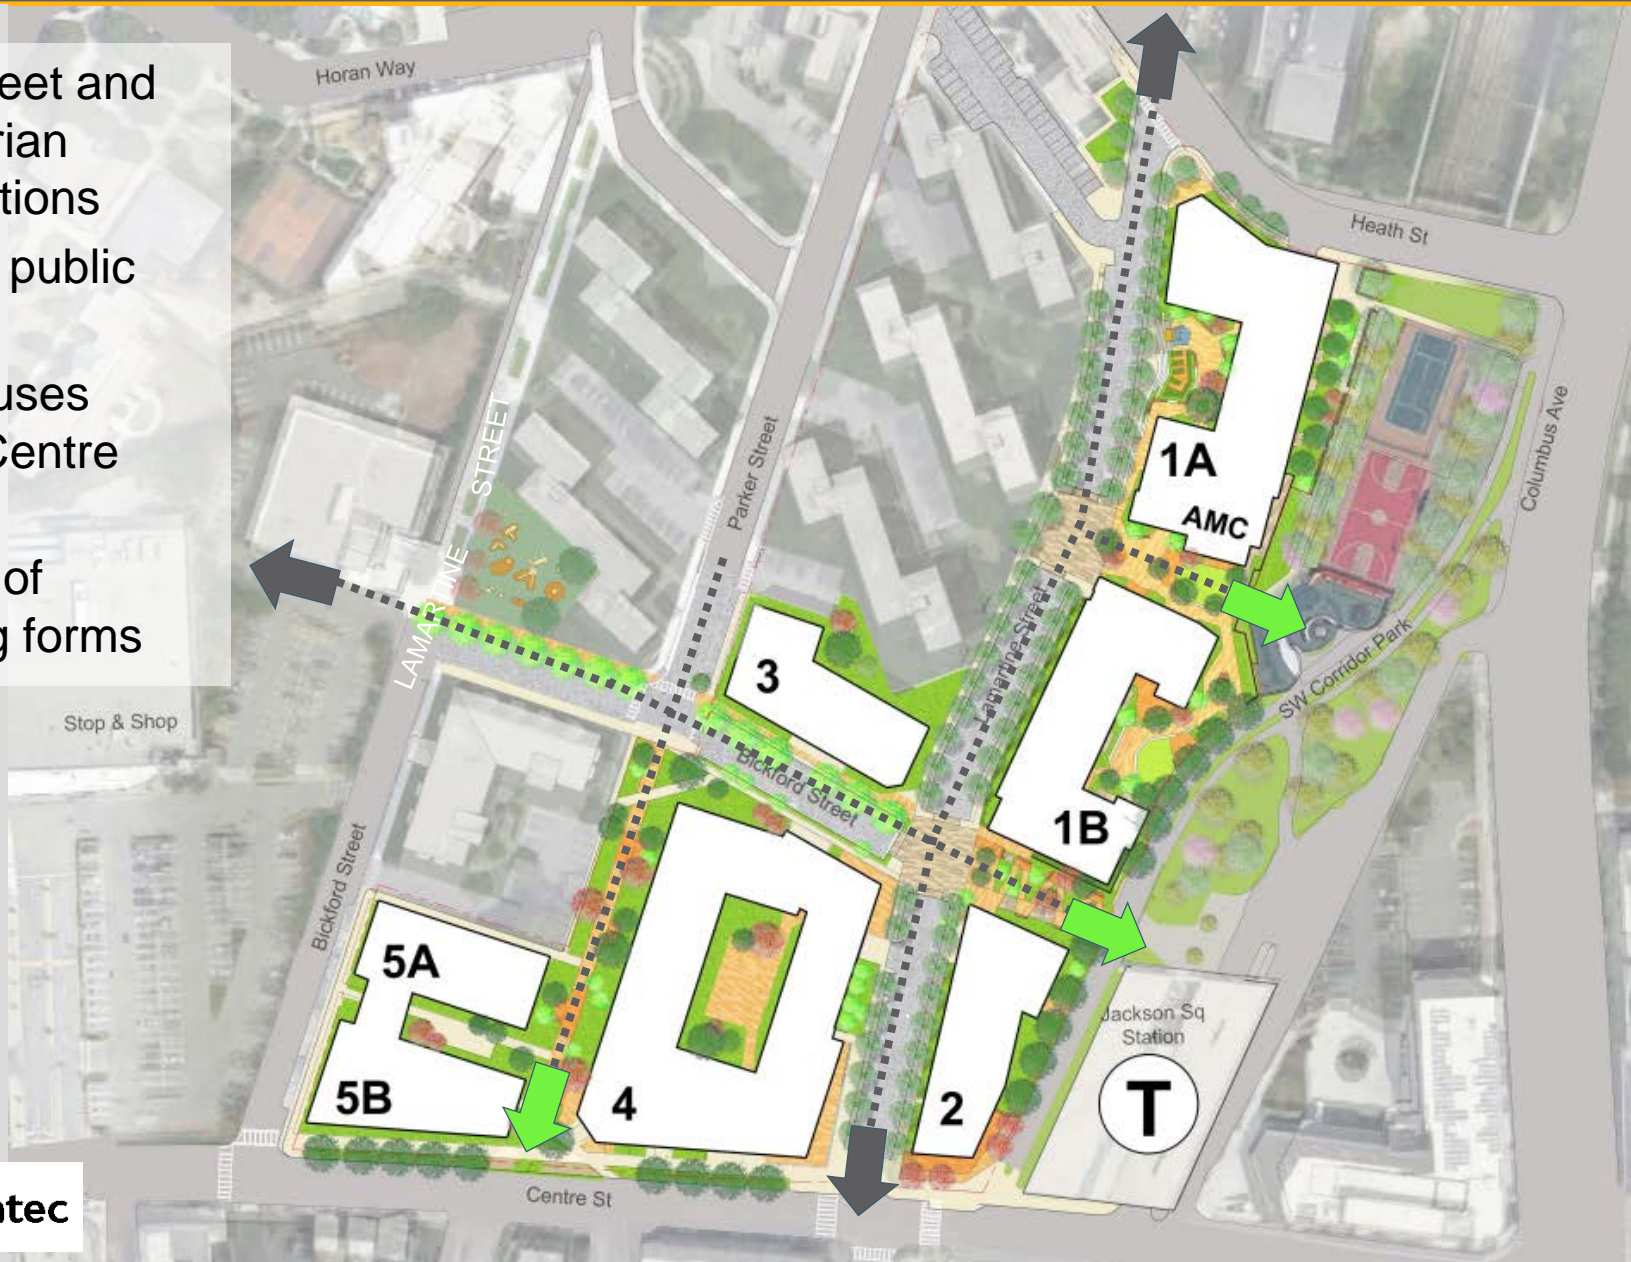 eet and
rian
tions
public
uses
Centre
of
g forms
Horan Way
Heath St
Columbus Ave
STREET
LAMARTINE
Parker Street
1A
AMC
Lamartine Street
SW Corridor Park
3
Stop & Shop
Bickford Street
1B
Bickford Street
5A
5B
4
2
Jackson Sq
Station
T
Centre St
ntec